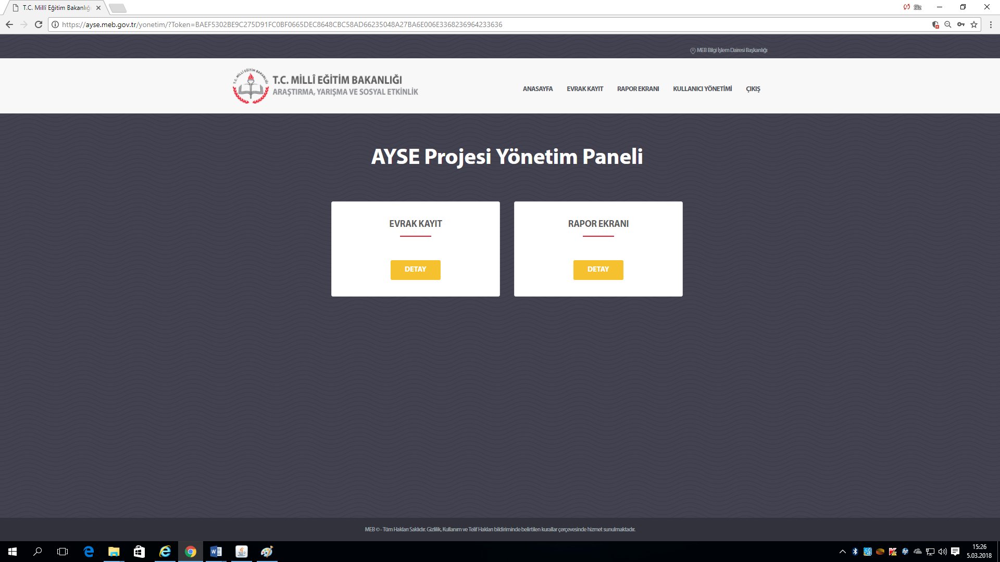 T.C. Millî Eğitim Bakanlığı
Siz
https://ayse.meb.gov.tr/yonetim/?Token=BAEF5302BE9C275D91FC0BF0665DEC8648CBC58AD66235048A27BA6E006E3368236964233636
MEB Bilgi İşlem Dairesi Başkanlığı
T.C. MİLLÎ EĞİTİM BAKANLIĞI
ARAŞTIRMA, YARIŞMA VE SOSYAL ETKİNLİK
ANASAYFA EVRAK KAYIT RAPOR EKRANI KULLANICI YÖNETİMİ ÇIKIŞ
AYSE Projesi Yönetim Paneli
EVRAK KAYIT
DETAY
RAPOR EKRANI
DETAY
MEB © - Tüm Hakları Saklıdır. Gizlilik, Kullanım ve Telif Hakları bildiriminde belirtilen kurallar çerçevesinde hizmet sunulmaktadır.
15:26
5.03.2018